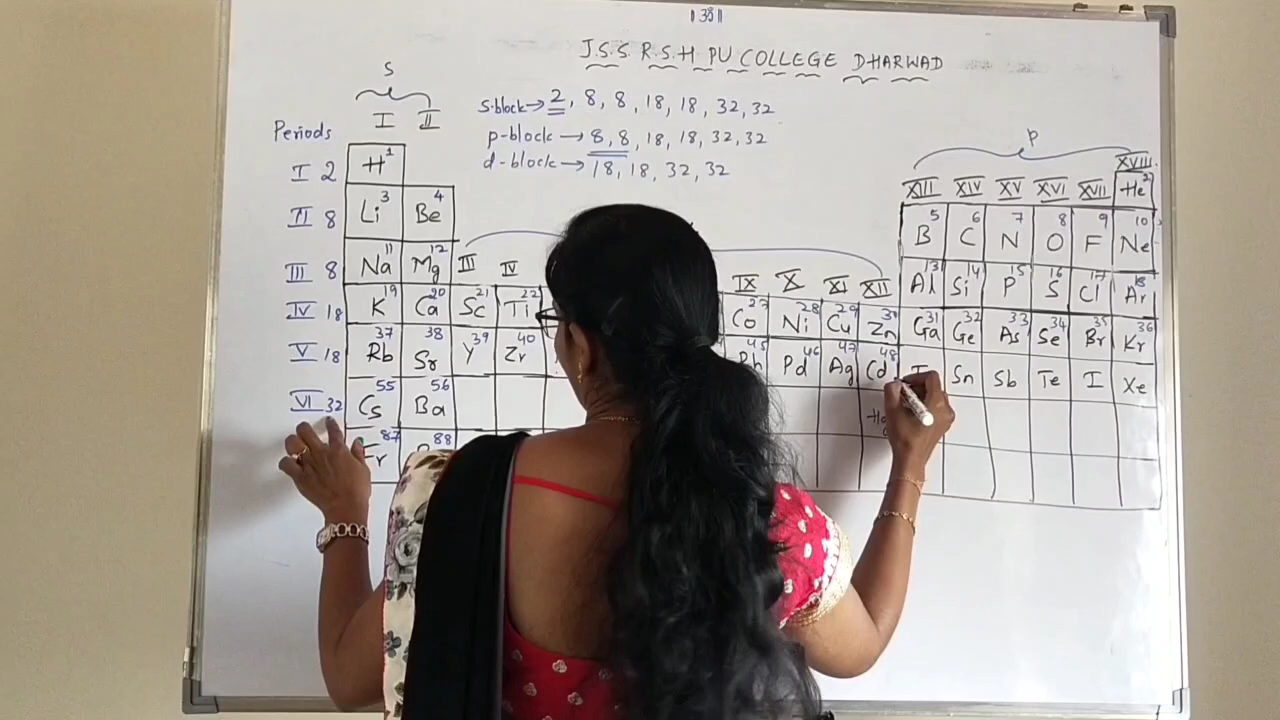 J.S.S. R.S.H PU COLLEGE DHARWAD
S
s-block → 2, 8, 8, 18, 18, 32, 32
Periods I II
p-block → 8, 8, 18, 18, 32, 32
P
d-block → 18, 18, 32, 32
XVIII
I 2 H 1
XIII XIV XV XVI XVII He 2
II 8 Li 3 Be 4 B 5 C 6 N 7 O 8 F 9 Ne 10
III 8 Na 11 Mg 12 III IV IX X XI XII Al 13 Si 14 P 15 S 16 Cl 17 Ar 18
IV 18 K 19 Ca 20 Sc 21 Ti 22 Co 27 Ni 28 Cu 29 Zn 30 Ga 31 Ge 32 As 33 Se 34 Br 35 Kr 36
V 18 Rb 37 Sr 38 Y 39 Zr 40 Rh 45 Pd 46 Ag 47 Cd 48 Sn Sb Te I Xe
VI 32 Cs 55 Ba 56
Fr 87 88